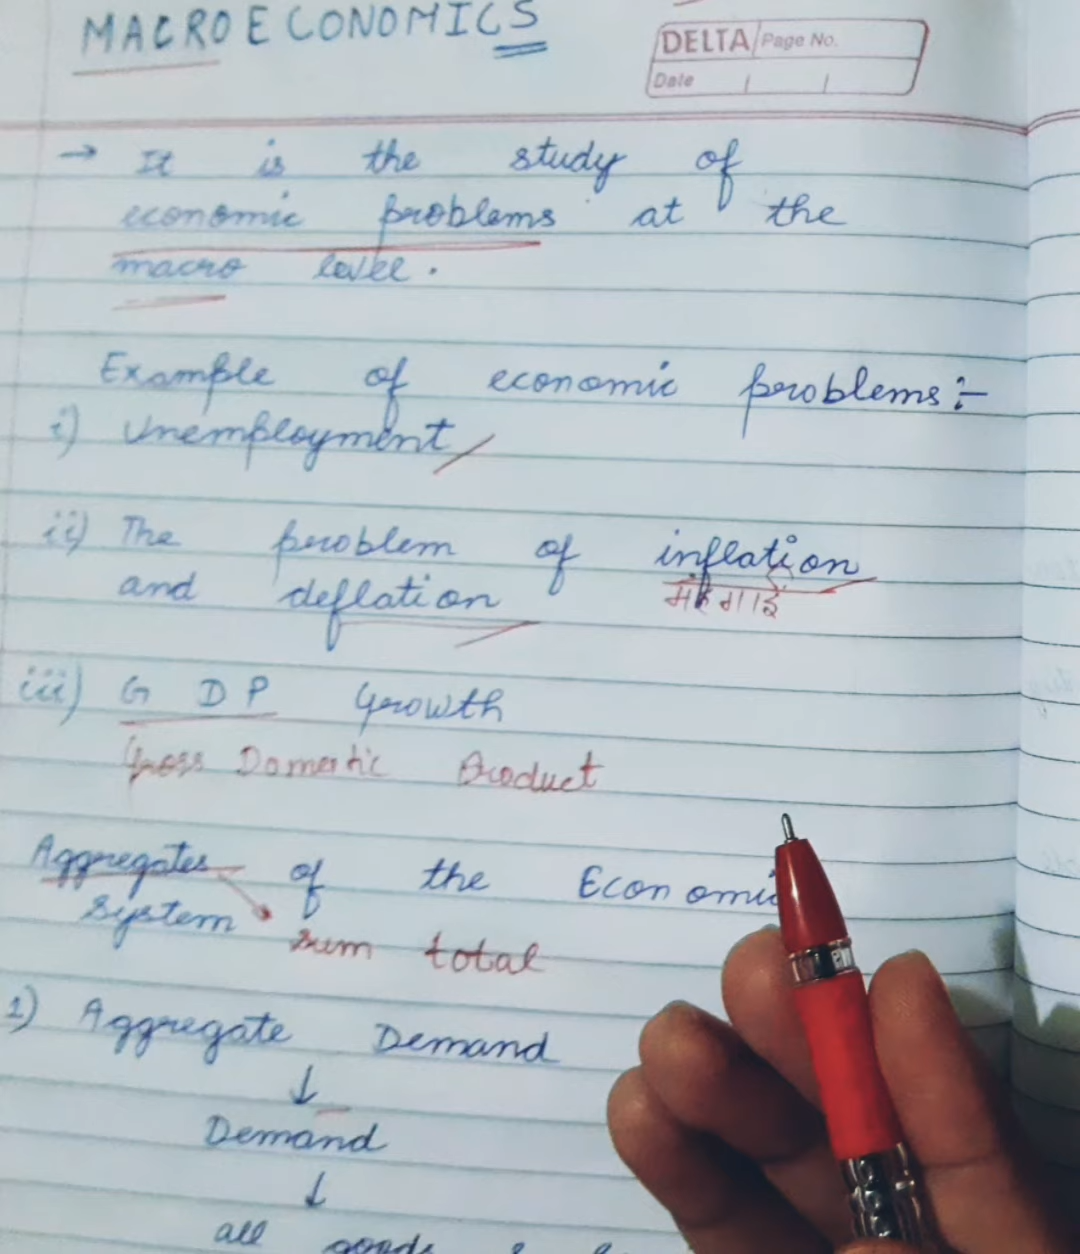 MACROECONOMICS
DELTA Page No.
Date
→ It is the study of
economic problems at the
macro level.
Example of economic problems:-
i) Unemployment
ii) The problem of inflation
and deflation महंगाई
iii) G D P Growth
Gross Domestic Product
Aggregates of the Economic
system sum total
1) Aggregate Demand
↓
Demand
↓
all goods